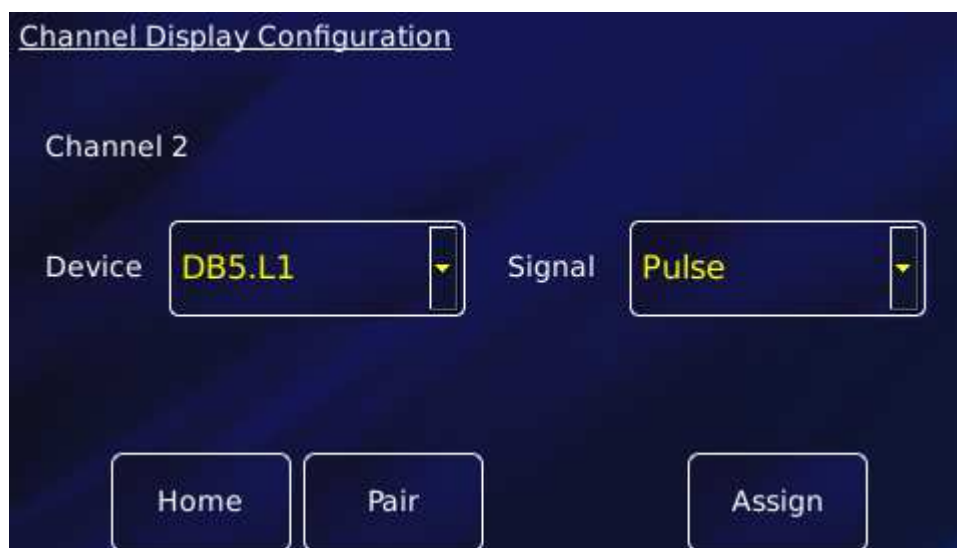 Channel Display Configuration
Channel 2
Device DB5.L1 Signal Pulse
Home Pair Assign